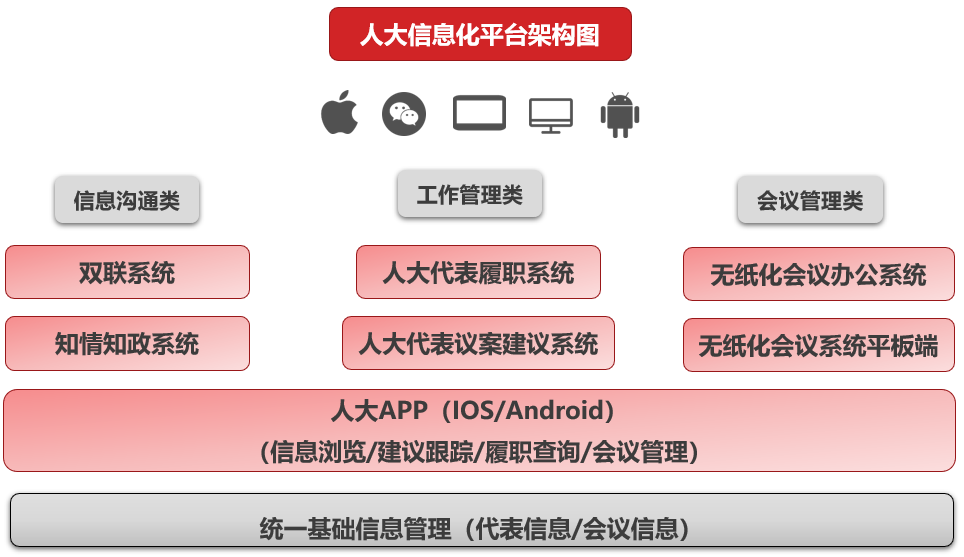 人大信息化平台架构图
信息沟通类
工作管理类
会议管理类
双联系统
人大代表履职系统
无纸化会议办公系统
知情知政系统
人大代表议案建议系统
无纸化会议系统平板端
人大APP（IOS/Android）
（信息浏览/建议跟踪/履职查询/会议管理）
统一基础信息管理（代表信息/会议信息）